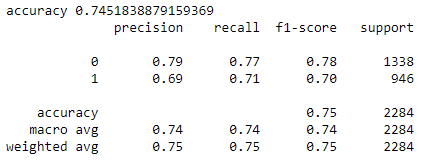 accuracy 0.7451838879159369
precision recall f1-score support
0 0.79 0.77 0.78 1338
1 0.69 0.71 0.70 946
accuracy 0.75 2284
macro avg 0.74 0.74 0.74 2284
weighted avg 0.75 0.75 0.75 2284